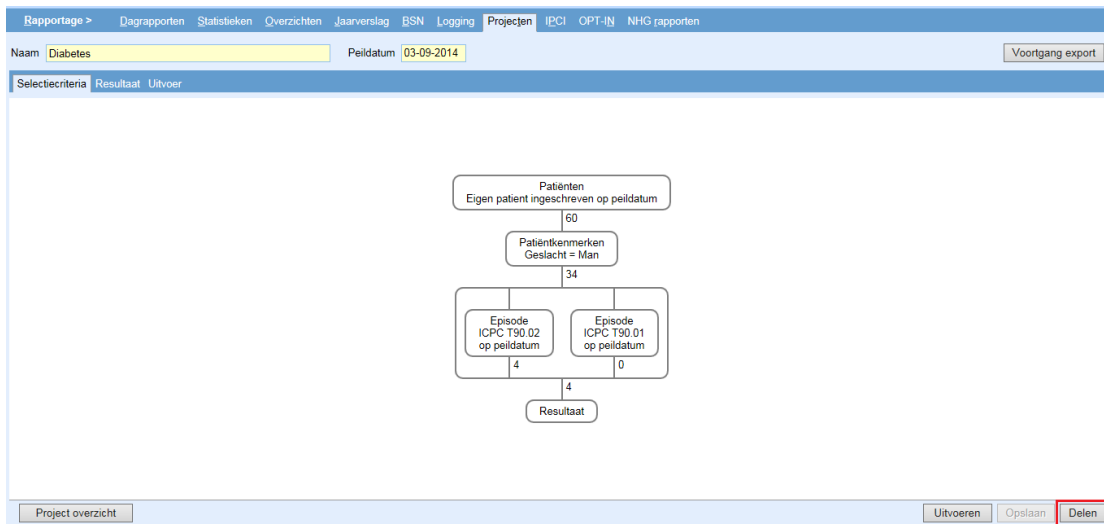 Rapportage > Dagrapporten Statistieken Overzichten Jaarverslag BSN Logging Projecten IPCI OPT-IN NHG rapporten
Naam Diabetes Peildatum 03-09-2014 Voortgang export
Selectiecriteria Resultaat Uitvoer
Patiënten
Eigen patient ingeschreven op peildatum
60
Patiëntkenmerken
Geslacht = Man
34
Episode Episode
ICPC T90.02 ICPC T90.01
op peildatum op peildatum
4 0
4
Resultaat
Project overzicht Uitvoeren Opslaan Delen